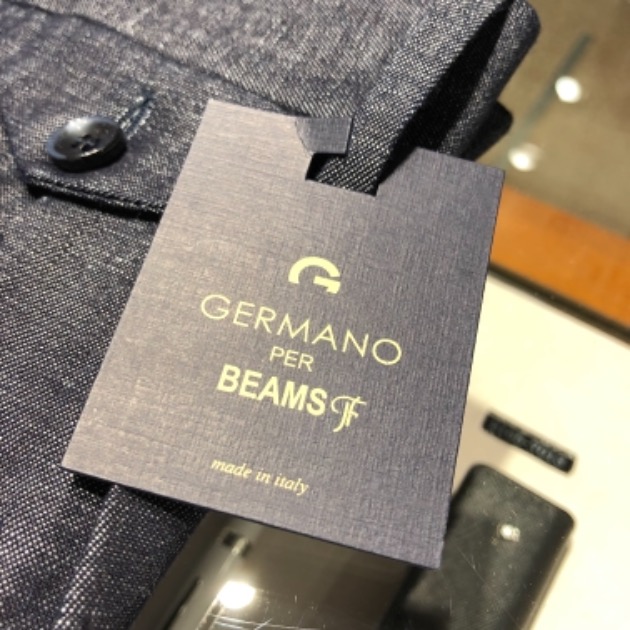 G
GERMANO
PER
BEAMS F
made in italy